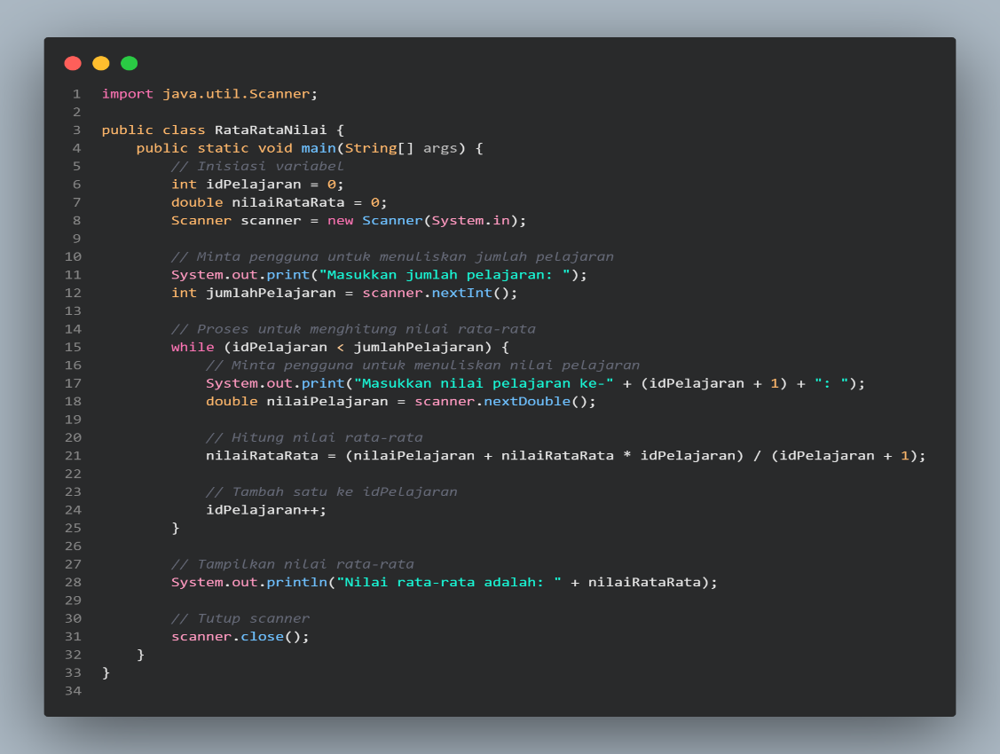 1 import java.util.Scanner;
2
3 public class RataRataNilai {
4     public static void main(String[] args) {
5         // Inisiasi variabel
6         int idPelajaran = 0;
7         double nilaiRataRata = 0;
8         Scanner scanner = new Scanner(System.in);
9
10         // Minta pengguna untuk menuliskan jumlah pelajaran
11         System.out.print("Masukkan jumlah pelajaran: ");
12         int jumlahPelajaran = scanner.nextInt();
13
14         // Proses untuk menghitung nilai rata-rata
15         while (idPelajaran < jumlahPelajaran) {
16             // Minta pengguna untuk menuliskan nilai pelajaran
17             System.out.print("Masukkan nilai pelajaran ke-" + (idPelajaran + 1) + ": ");
18             double nilaiPelajaran = scanner.nextDouble();
19
20             // Hitung nilai rata-rata
21             nilaiRataRata = (nilaiPelajaran + nilaiRataRata * idPelajaran) / (idPelajaran + 1);
22
23             // Tambah satu ke idPelajaran
24             idPelajaran++;
25         }
26
27         // Tampilkan nilai rata-rata
28         System.out.println("Nilai rata-rata adalah: " + nilaiRataRata);
29
30         // Tutup scanner
31         scanner.close();
32     }
33 }
34